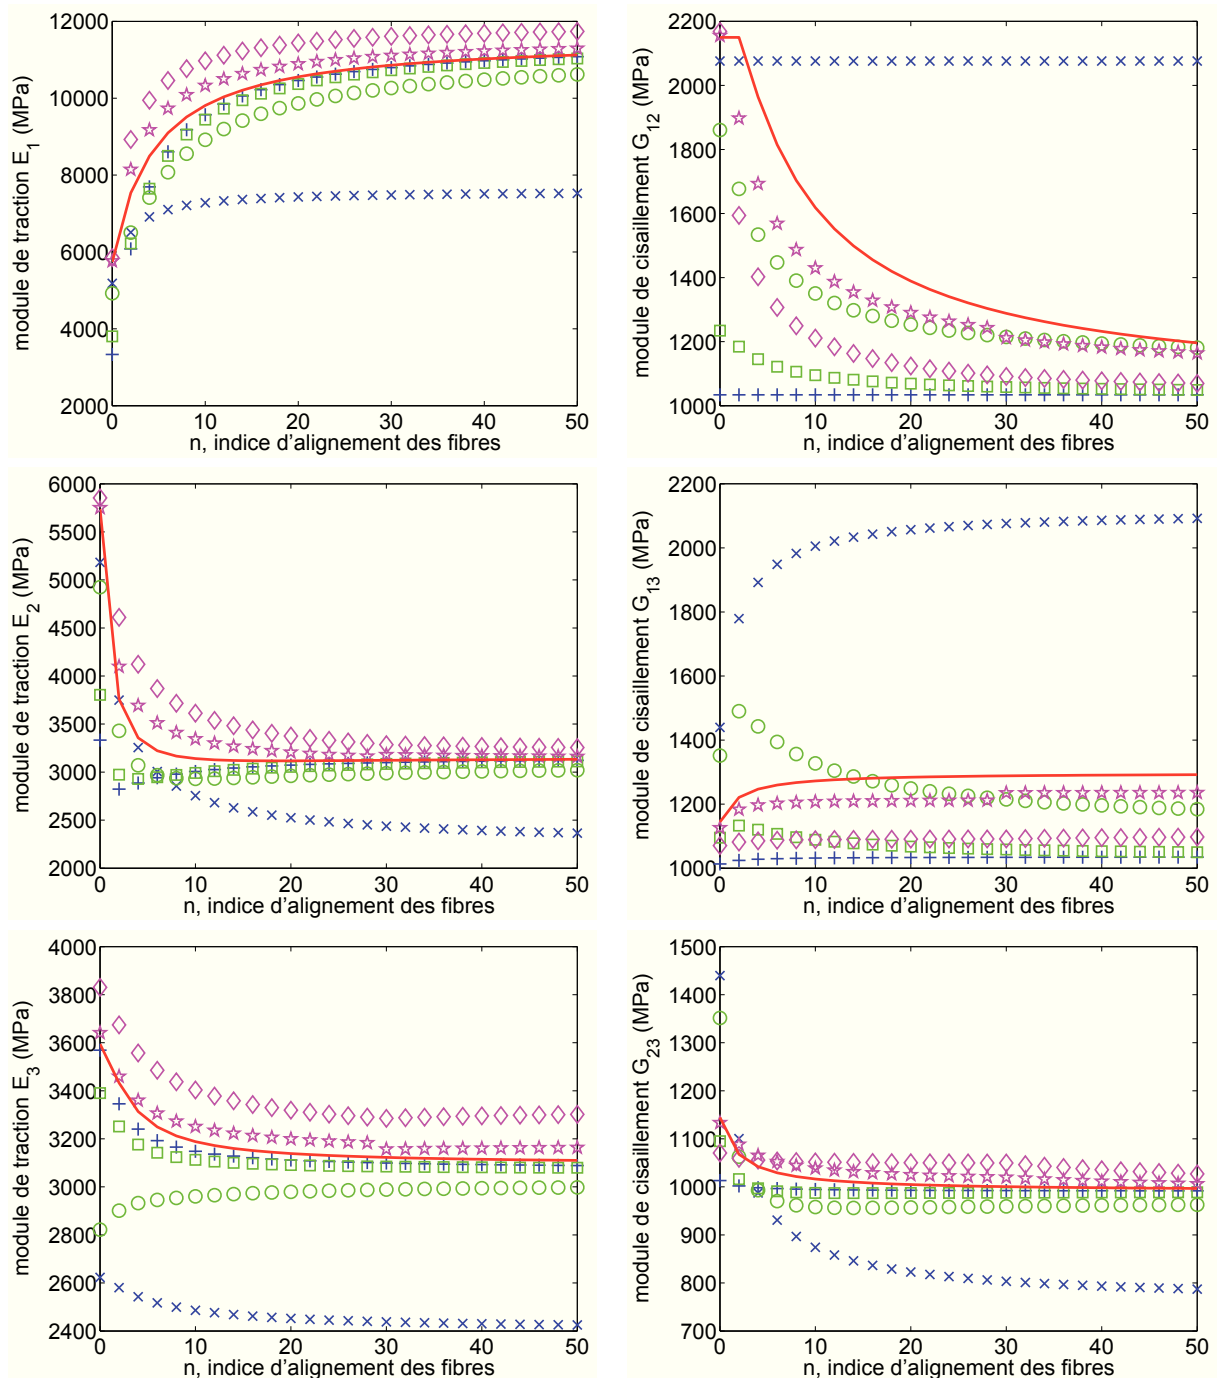 module de traction E1 (MPa)
12000
10000
8000
6000
4000
2000
0 10 20 30 40 50
n, indice d'alignement des fibres
module de cisaillement G12 (MPa)
2200
2000
1800
1600
1400
1200
1000
0 10 20 30 40 50
n, indice d'alignement des fibres
module de traction E2 (MPa)
6000
5500
5000
4500
4000
3500
3000
2500
2000
0 10 20 30 40 50
n, indice d'alignement des fibres
module de cisaillement G13 (MPa)
2200
2000
1800
1600
1400
1200
1000
0 10 20 30 40 50
n, indice d'alignement des fibres
module de traction E3 (MPa)
4000
3800
3600
3400
3200
3000
2800
2600
2400
0 10 20 30 40 50
n, indice d'alignement des fibres
module de cisaillement G23 (MPa)
1500
1400
1300
1200
1100
1000
900
800
700
0 10 20 30 40 50
n, indice d'alignement des fibres